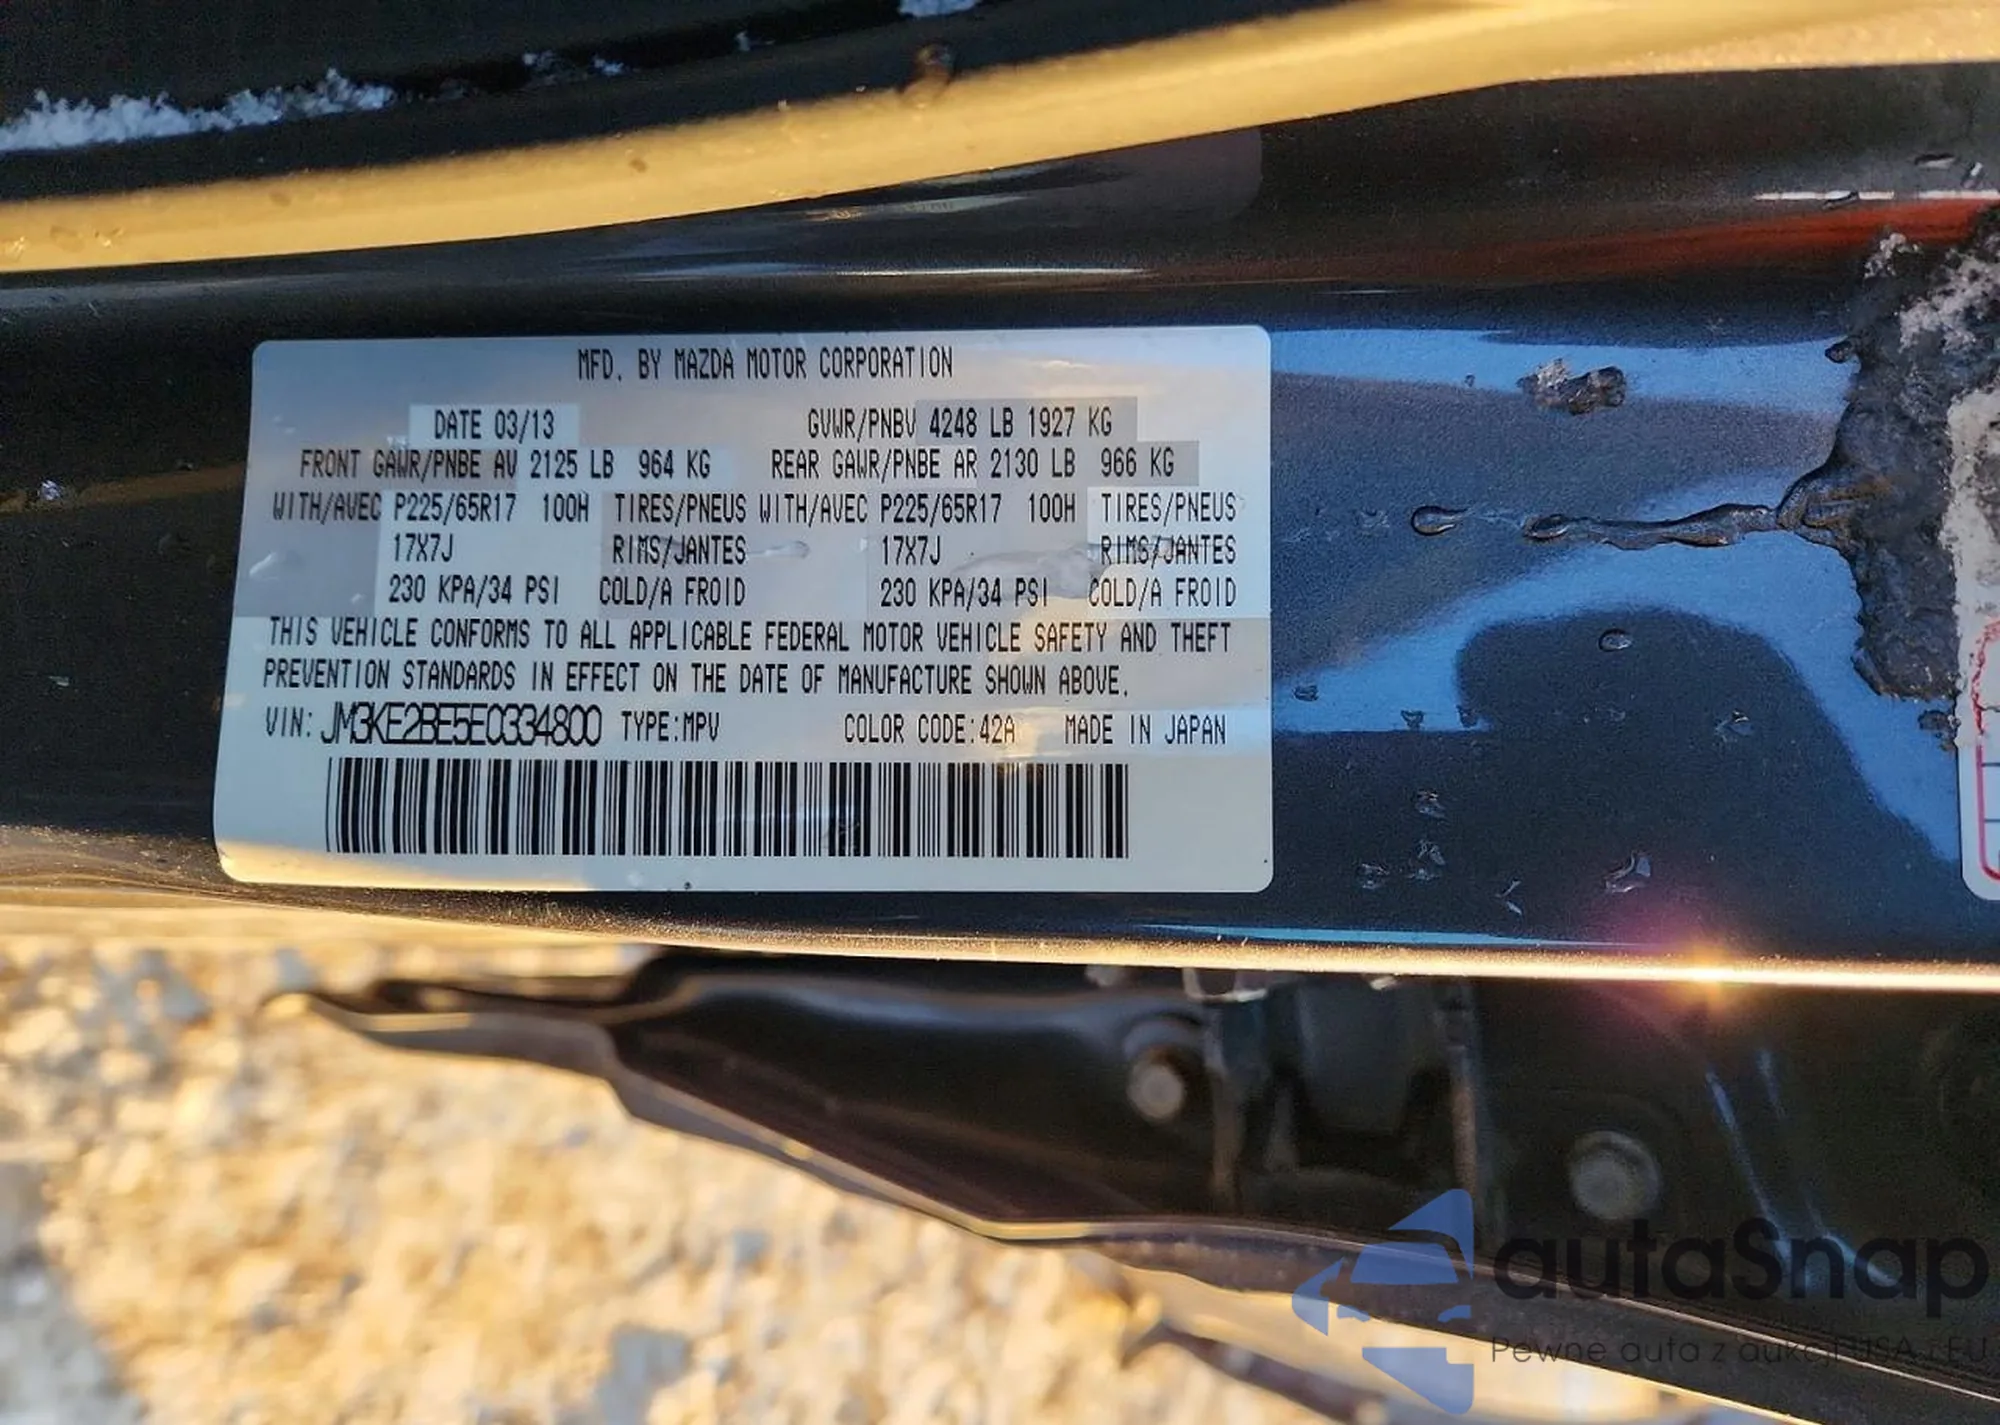 MFD. BY MAZDA MOTOR CORPORATION
DATE 03/13 GVWR/PNBV 4248 LB 1927 KG
FRONT GAWR/PNBE AV 2125 LB 964 KG REAR GAWR/PNBE AR 2130 LB 966 KG
WITH/AVEC P225/65R17 100H TIRES/PNEUS WITH/AVEC P225/65R17 100H TIRES/PNEUS
17X7J RIMS/JANTES 17X7J RIMS/JANTES
230 KPA/34 PSI COLD/A FROID 230 KPA/34 PSI COLD/A FROID
THIS VEHICLE CONFORMS TO ALL APPLICABLE FEDERAL MOTOR VEHICLE SAFETY AND THEFT
PREVENTION STANDARDS IN EFFECT ON THE DATE OF MANUFACTURE SHOWN ABOVE.
VIN: JM3KE2BE5E0334800 TYPE:MPV COLOR CODE:42A MADE IN JAPAN
autaSnap
Pewne auta z aukcji USA i EU